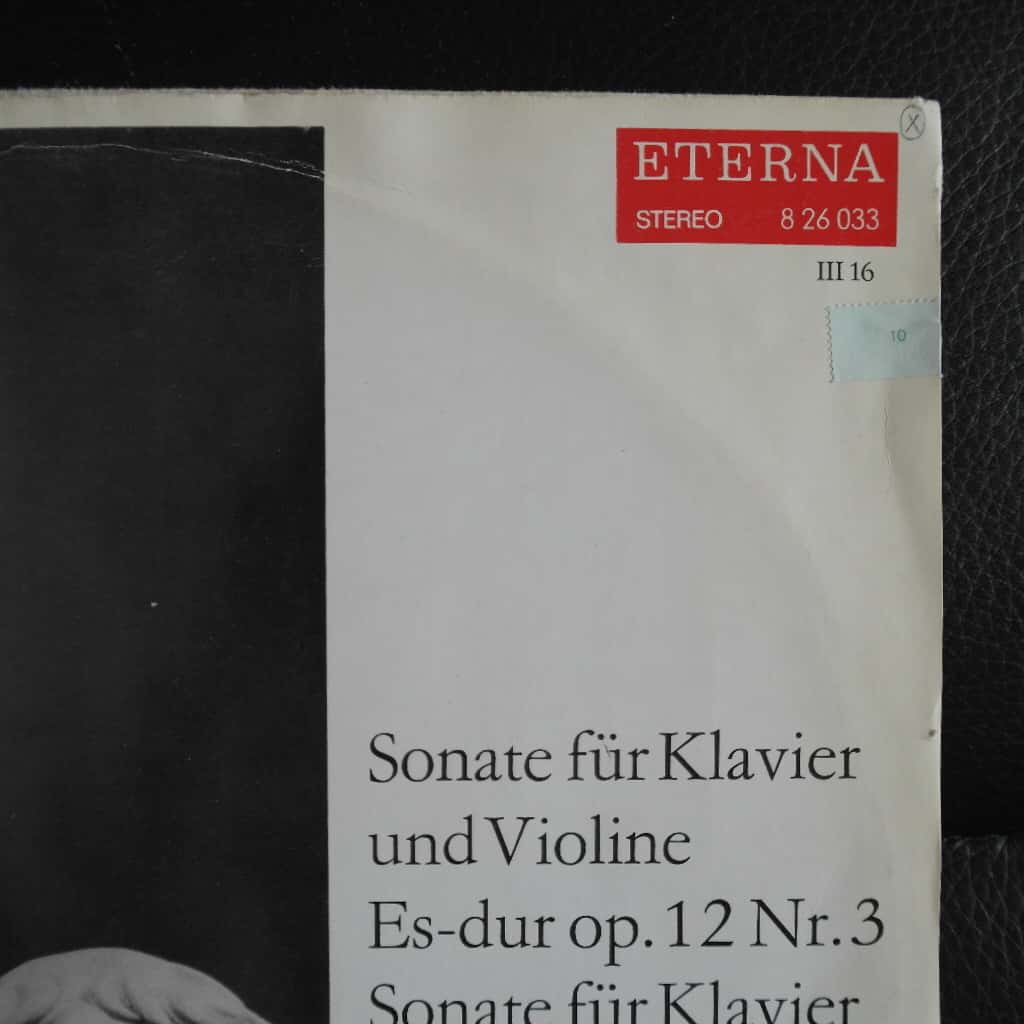 X
ETERNA
STEREO 8 26 033
III 16
10
Sonate für Klavier
und Violine
Es-dur op. 12 Nr. 3
Sonate für Klavier